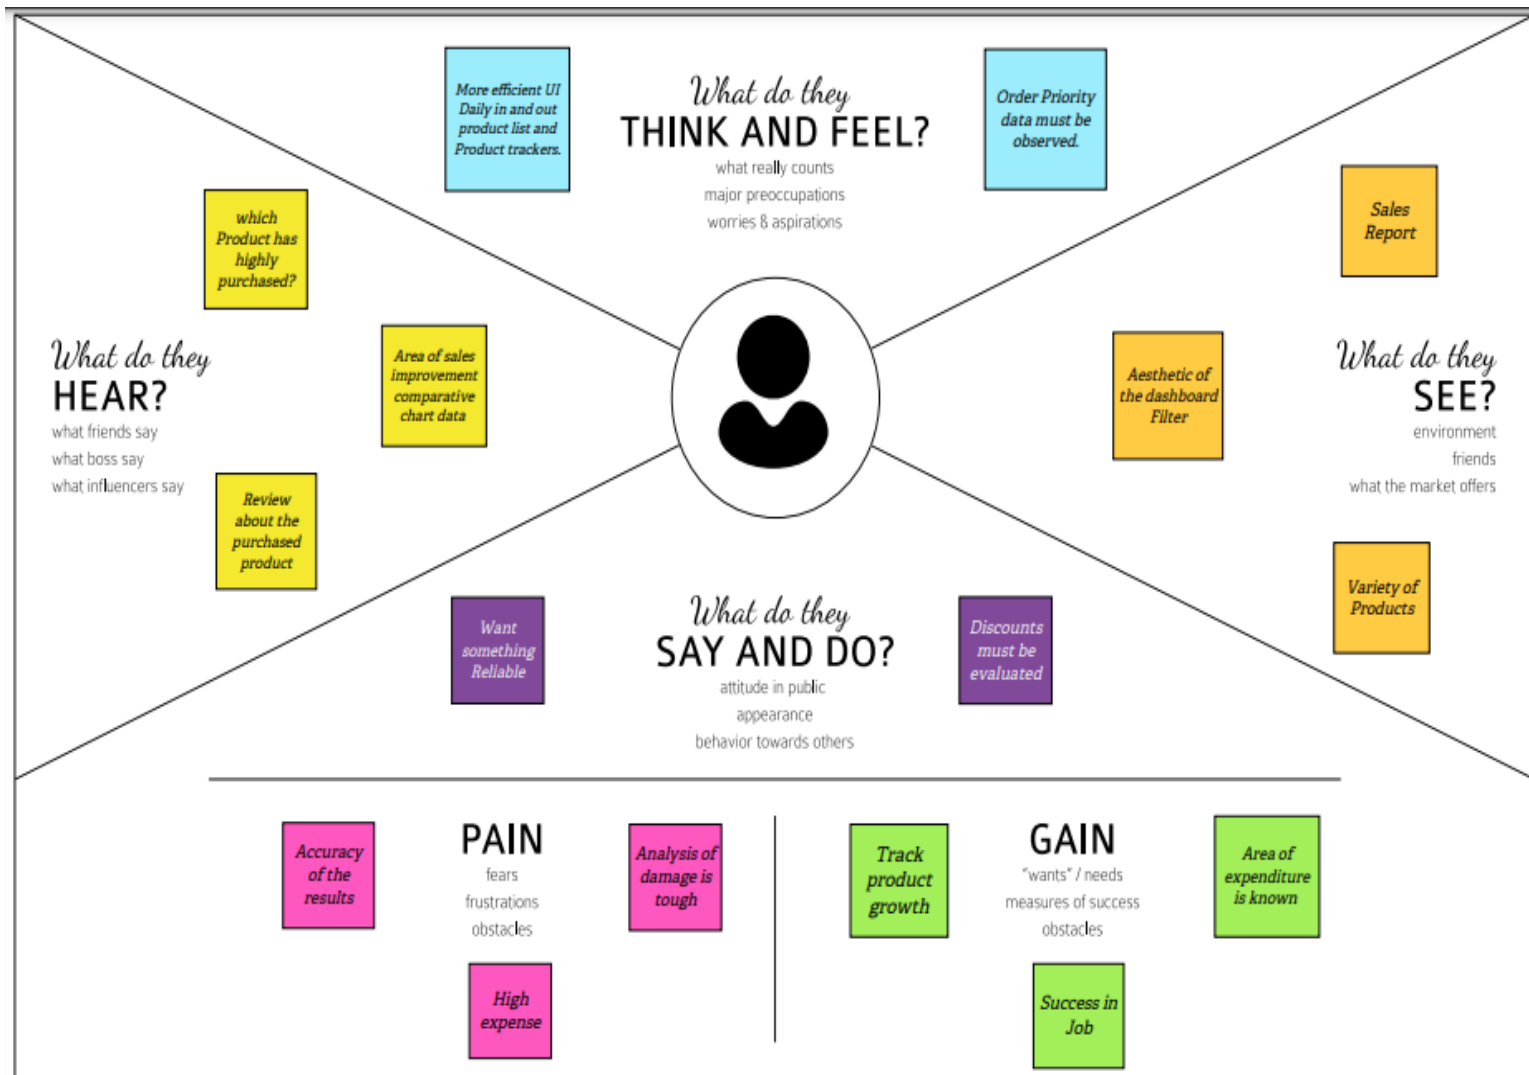 More efficient UI
Daily in and out
product list and
Product trackers.
What do they
THINK AND FEEL?
what really counts
major preoccupations
worries & aspirations
Order Priority
data must be
observed.
which
Product has
highly
purchased?
Area of sales
improvement
comparative
chart data
What do they
HEAR?
what friends say
what boss say
what influencers say
Review
about the
purchased
product
Sales
Report
Aesthetic of
the dashboard
Filter
What do they
SEE?
environment
friends
what the market offers
Variety of
Products
Want
something
Reliable
What do they
SAY AND DO?
attitude in public
appearance
behavior towards others
Discounts
must be
evaluated
Accuracy
of the
results
PAIN
fears
frustrations
obstacles
Analysis of
damage is
tough
High
expense
Track
product
growth
GAIN
"wants" / needs
measures of success
obstacles
Area of
expenditure
is known
Success in
Job